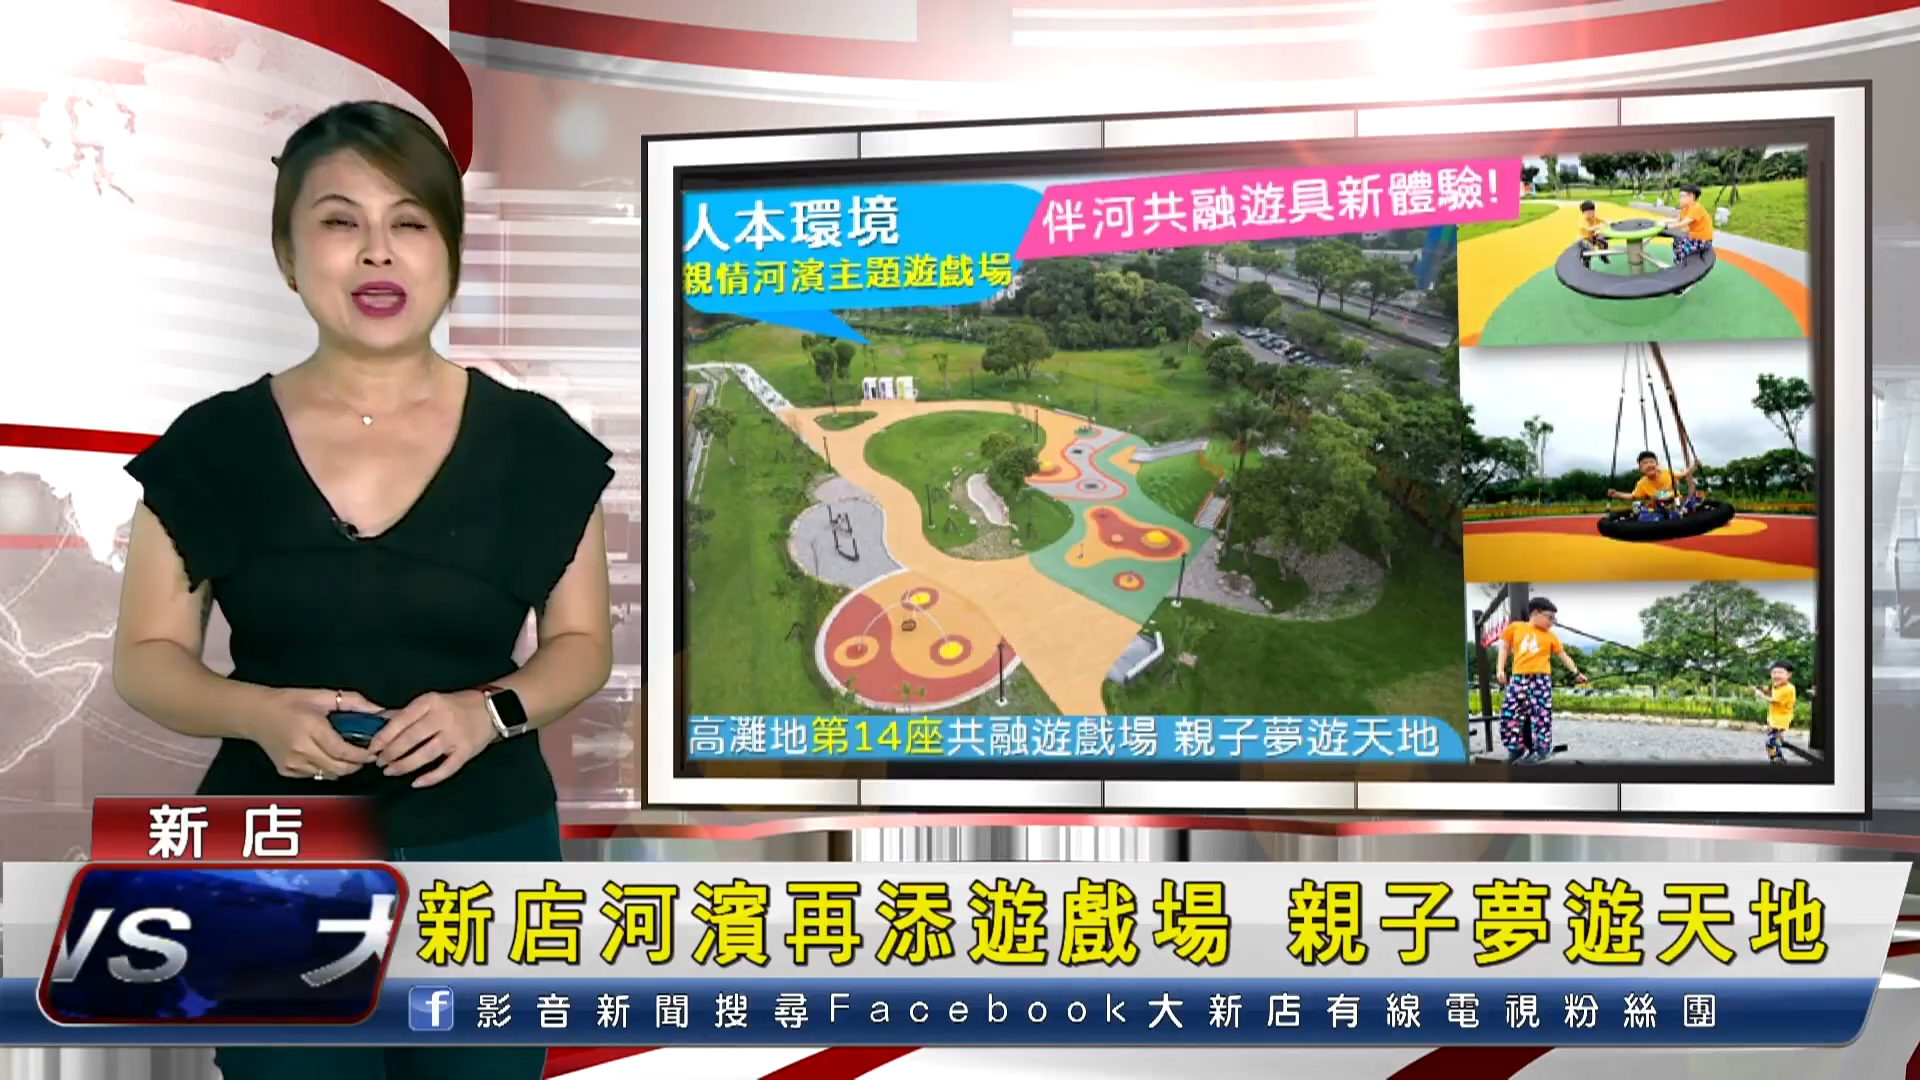 人本環境
親情河濱主題遊戲場
伴河共融遊具新體驗!
高灘地第14座共融遊戲場 親子夢遊天地
新店
VS 大
新店河濱再添遊戲場 親子夢遊天地
f 影音新聞搜尋Facebook大新店有線電視粉絲團